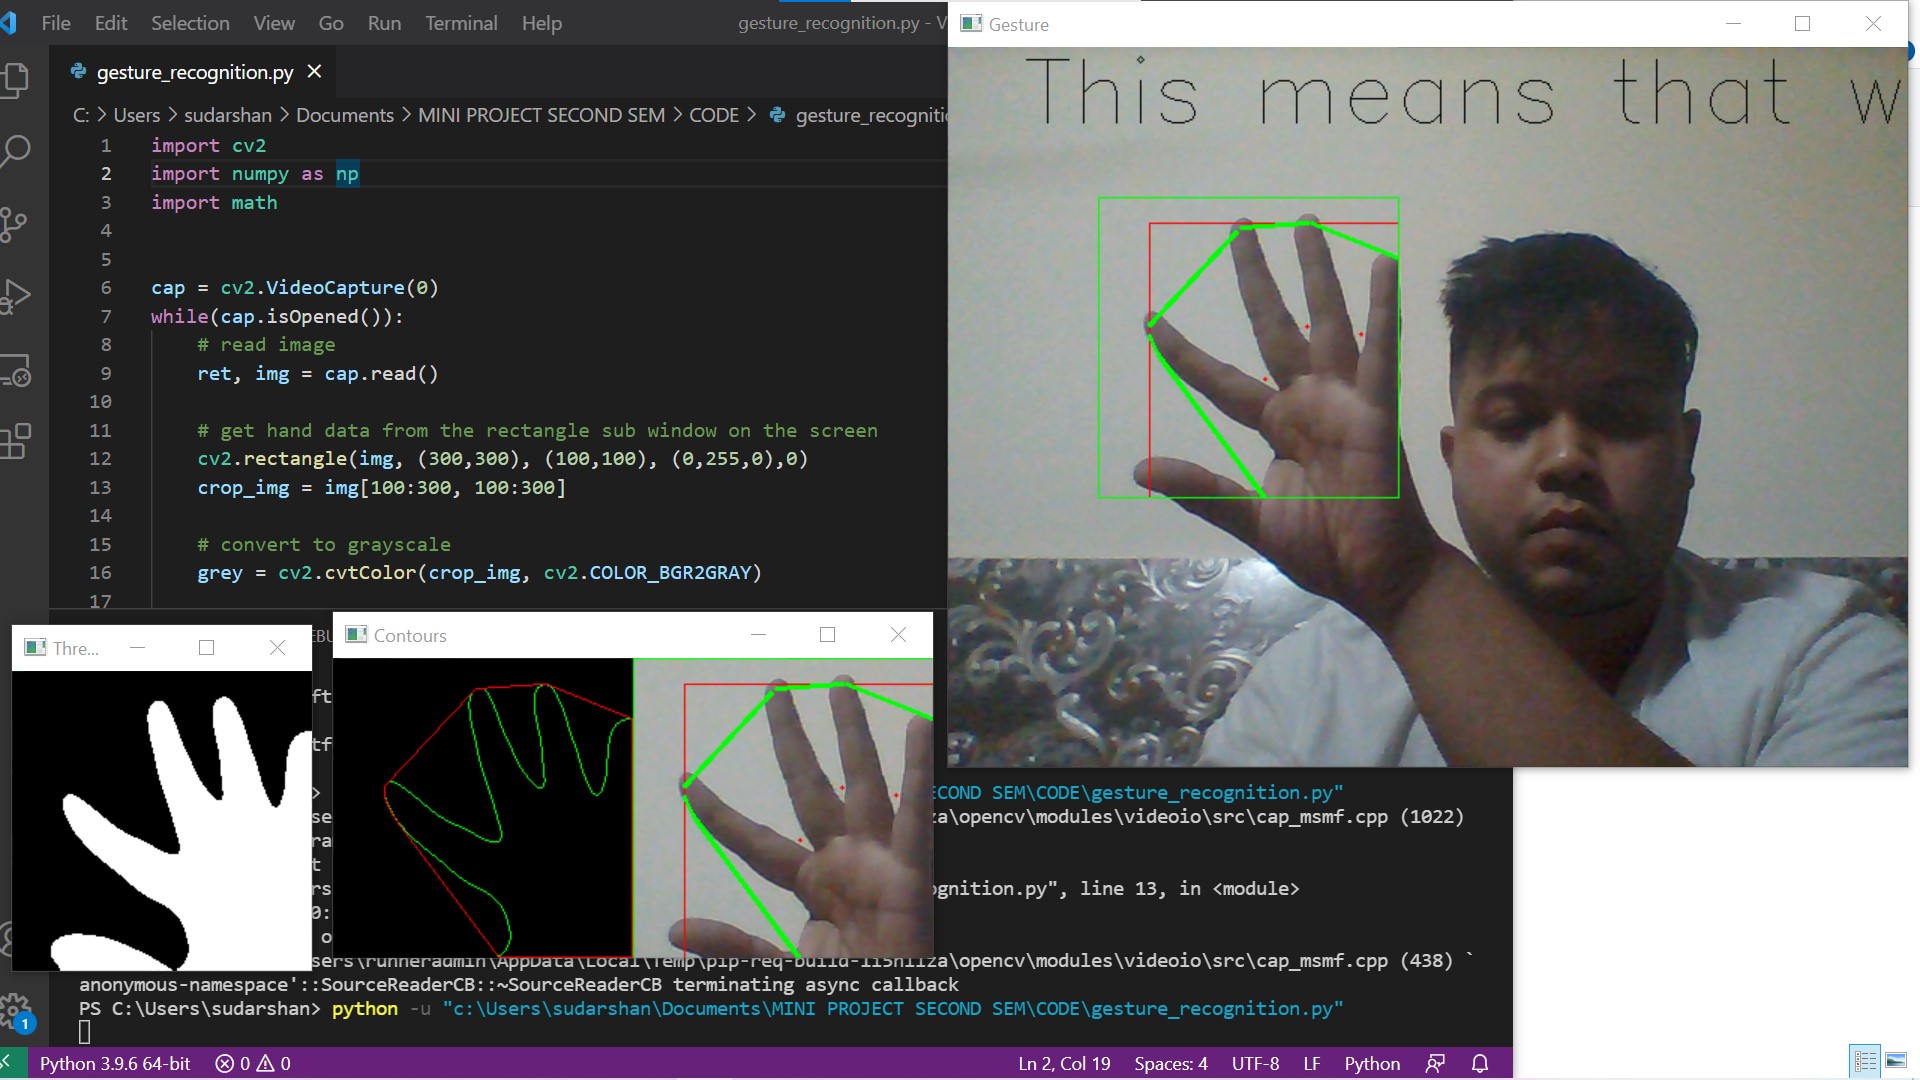 File Edit Selection View Go Run Terminal Help gesture_recognition.py - V
gesture_recognition.py
C: > Users > sudarshan > Documents > MINI PROJECT SECOND SEM > CODE > gesture_recogniti
1 import cv2
2 import numpy as np
3 import math
4
5
6 cap = cv2.VideoCapture(0)
7 while(cap.isOpened()):
8 # read image
9 ret, img = cap.read()
10
11 # get hand data from the rectangle sub window on the screen
12 cv2.rectangle(img, (300,300), (100,100), (0,255,0),0)
13 crop_img = img[100:300, 100:300]
14
15 # convert to grayscale
16 grey = cv2.cvtColor(crop_img, cv2.COLOR_BGR2GRAY)
17
Gesture
This means that w
Thre...
Contours
ECOND SEM\CODE\gesture_recognition.py"
\opencv\modules\videoio\src\cap_msmf.cpp (1022)
ognition.py", line 13, in <module>
\opencv\modules\videoio\src\cap_msmf.cpp (438) `
anonymous-namespace'::SourceReaderCB::~SourceReaderCB terminating async callback
PS C:\Users\sudarshan> python -u "c:\Users\sudarshan\Documents\MINI PROJECT SECOND SEM\CODE\gesture_recognition.py"
1
Python 3.9.6 64-bit 0 0 Ln 2, Col 19 Spaces: 4 UTF-8 LF Python